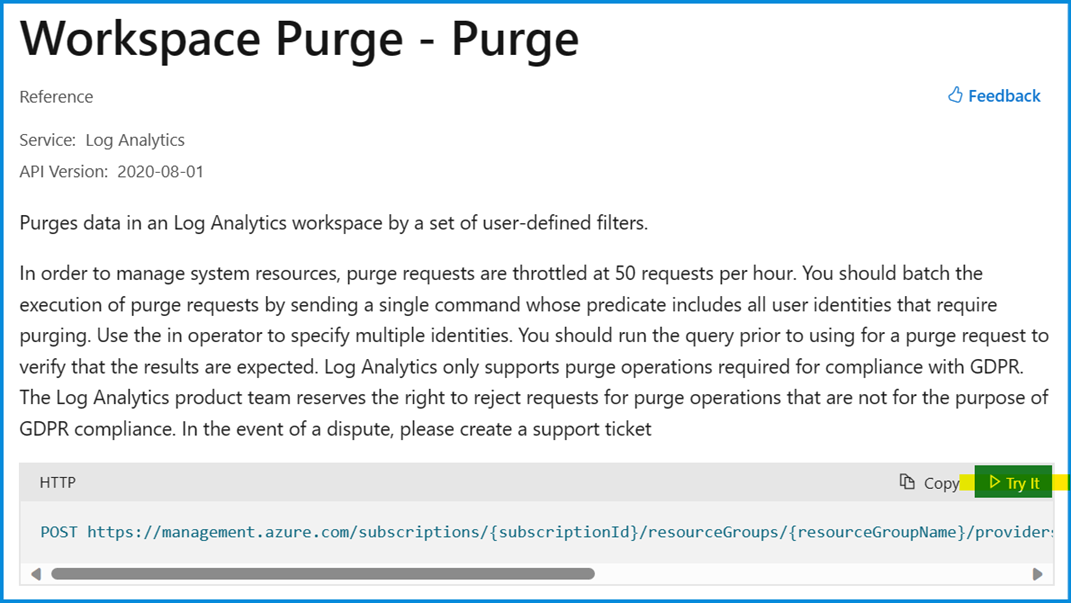 Workspace Purge - Purge
Reference
Feedback
Service: Log Analytics
API Version: 2020-08-01
Purges data in an Log Analytics workspace by a set of user-defined filters.
In order to manage system resources, purge requests are throttled at 50 requests per hour. You should batch the
execution of purge requests by sending a single command whose predicate includes all user identities that require
purging. Use the in operator to specify multiple identities. You should run the query prior to using for a purge request to
verify that the results are expected. Log Analytics only supports purge operations required for compliance with GDPR.
The Log Analytics product team reserves the right to reject requests for purge operations that are not for the purpose of
GDPR compliance. In the event of a dispute, please create a support ticket
HTTP
Copy
Try It
POST https://management.azure.com/subscriptions/{subscriptionId}/resourceGroups/{resourceGroupName}/providers